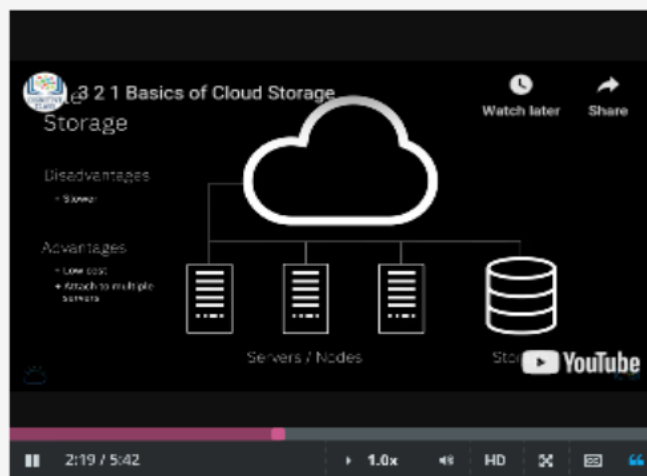 3 2 1 Basics of Cloud Storage
Watch later
Share
Storage
Disadvantages
- Slower
Advantages
+ Low cost
+ Attach to multiple
servers
Servers / Nodes
YouTube
2:19 / 5:42
1.0x
HD